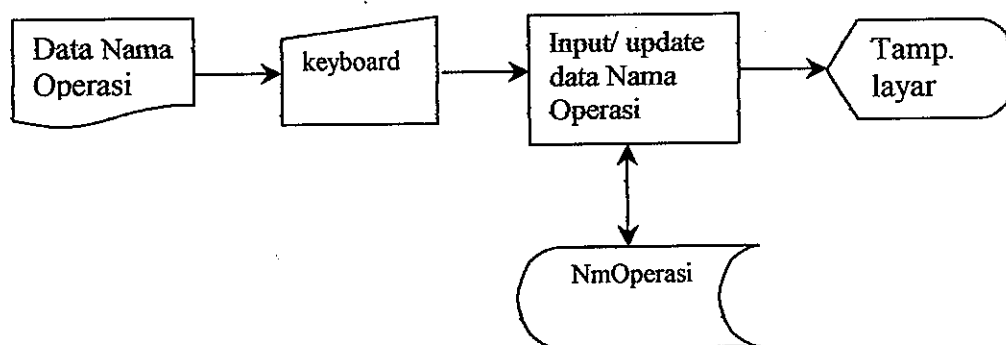 Data Nama
Operasi
keyboard
Input/ update
data Nama
Operasi
Tamp.
layar
NmOperasi